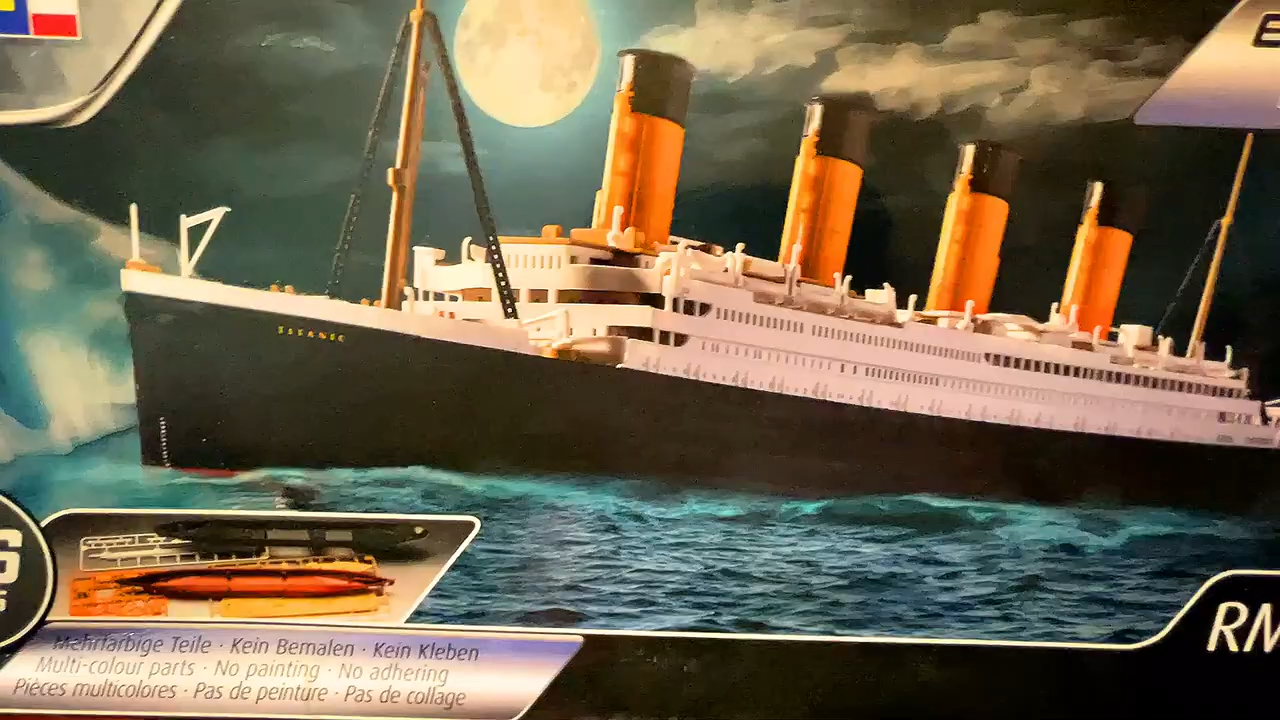 TITANIC
Mehrfarbige Teile · Kein Bemalen · Kein Kleben
Multi-colour parts · No painting · No adhering
Pièces multicolores · Pas de peinture · Pas de collage